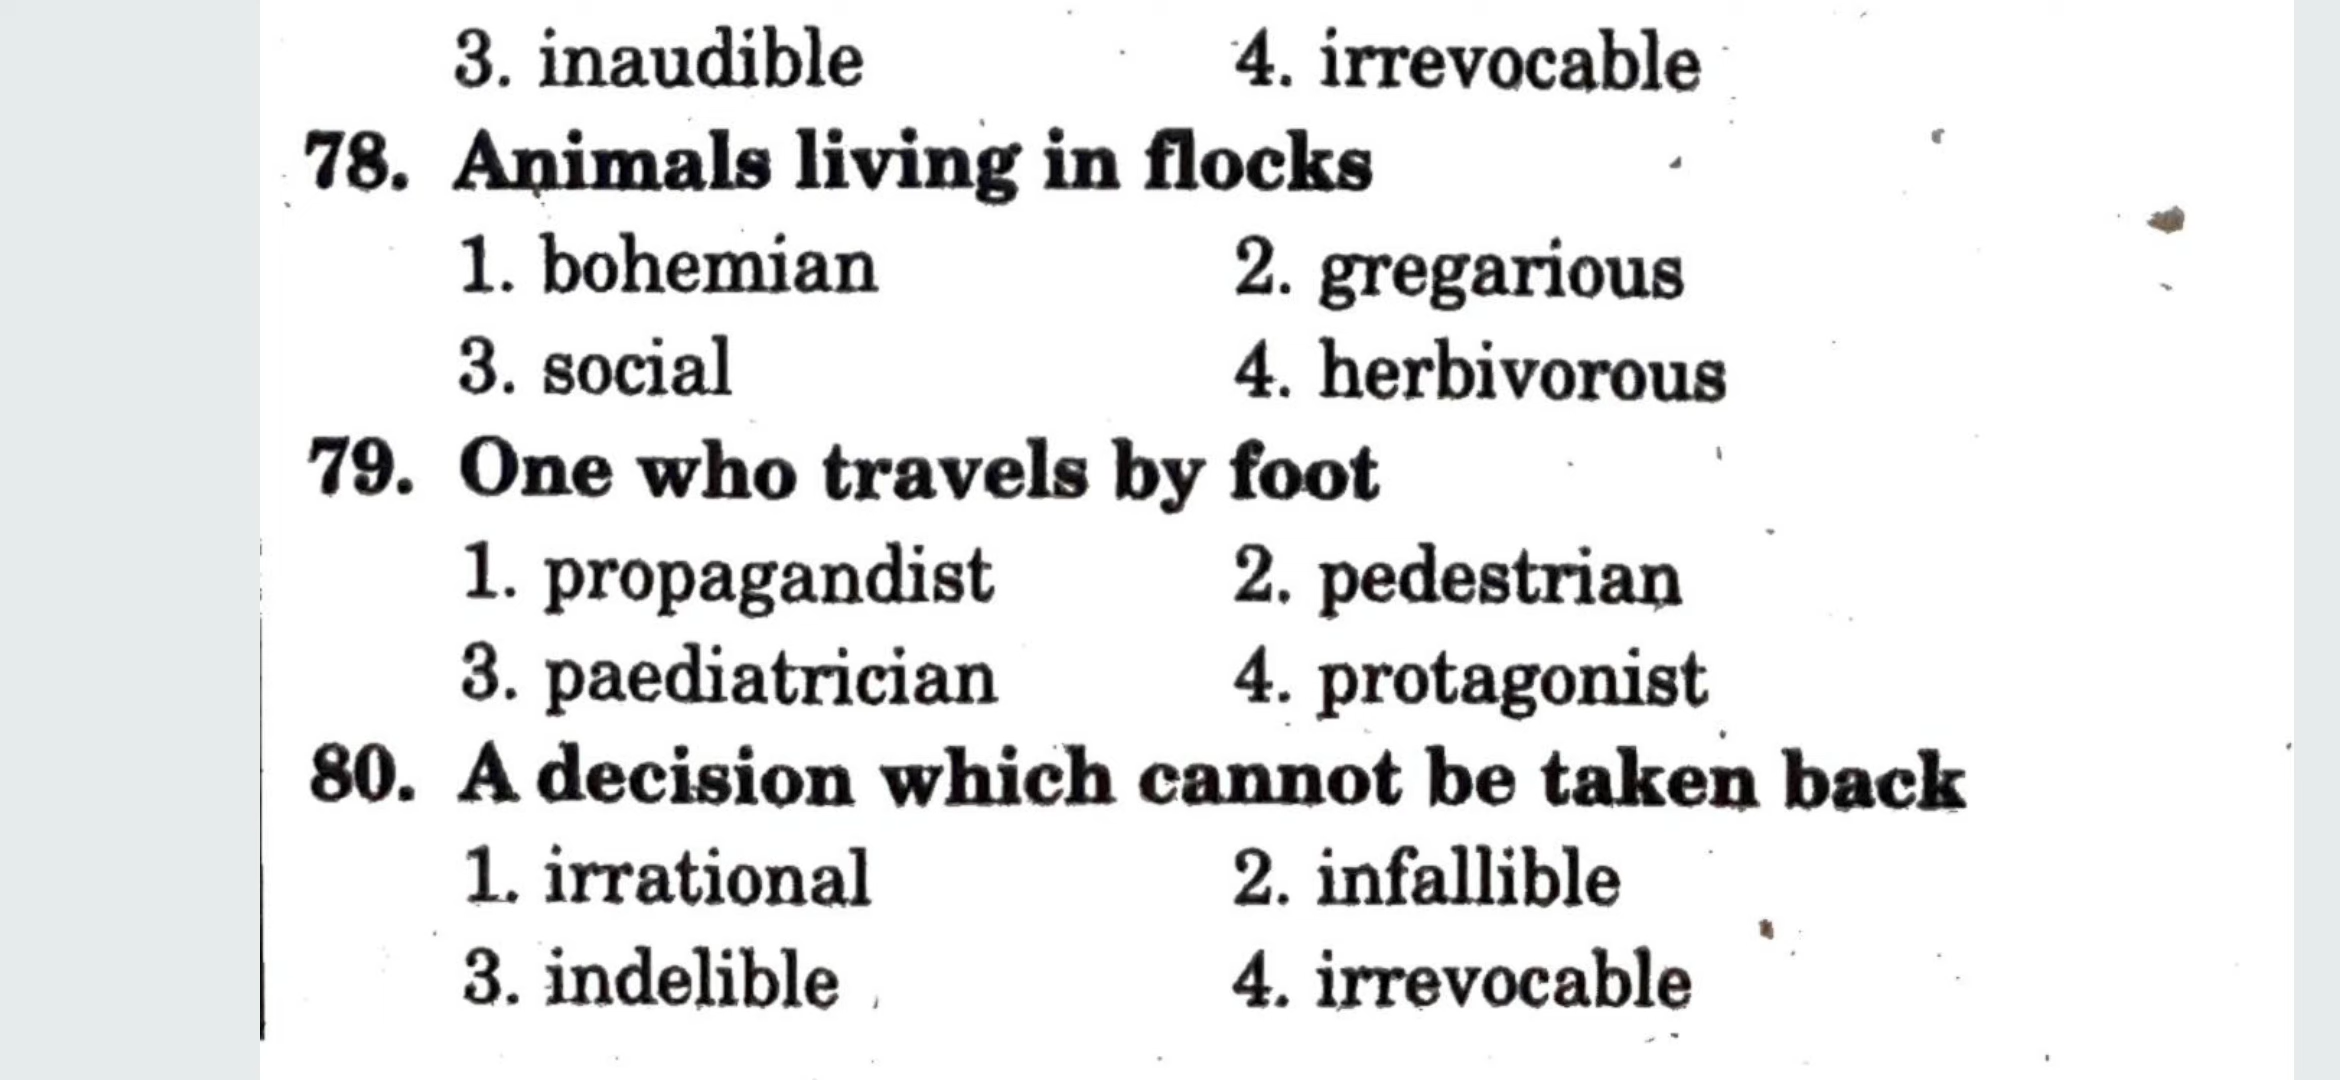 3. inaudible 4. irrevocable
78. Animals living in flocks
1. bohemian 2. gregarious
3. social 4. herbivorous
79. One who travels by foot
1. propagandist 2. pedestrian
3. paediatrician 4. protagonist
80. A decision which cannot be taken back
1. irrational 2. infallible
3. indelible 4. irrevocable